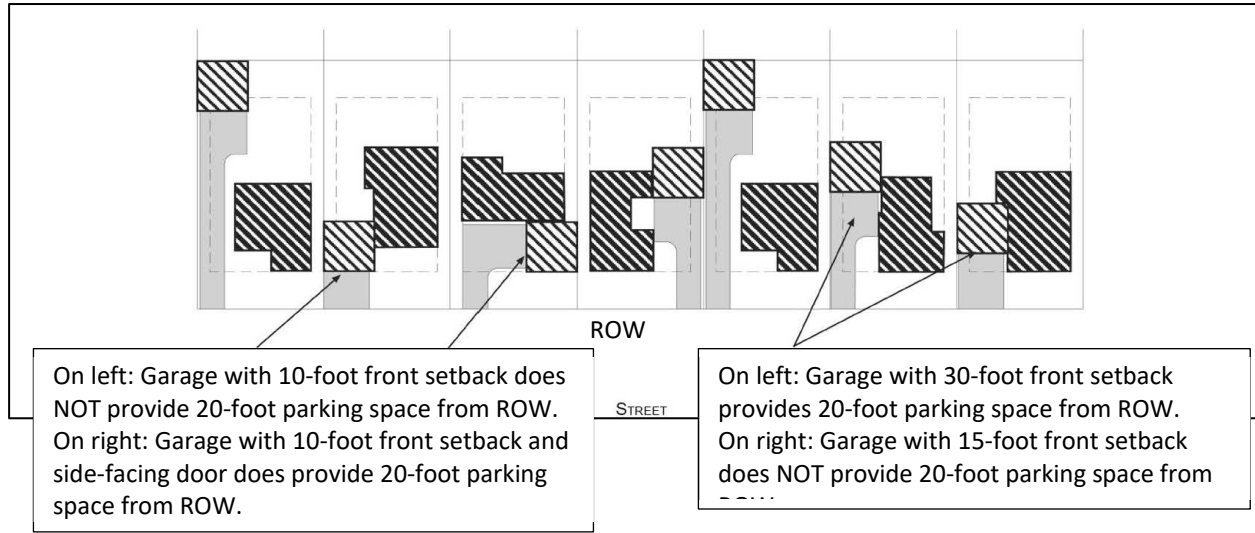 ROW
On left: Garage with 10-foot front setback does
NOT provide 20-foot parking space from ROW.
On right: Garage with 10-foot front setback and
side-facing door does provide 20-foot parking
space from ROW.
STREET
On left: Garage with 30-foot front setback
provides 20-foot parking space from ROW.
On right: Garage with 15-foot front setback
does NOT provide 20-foot parking space from